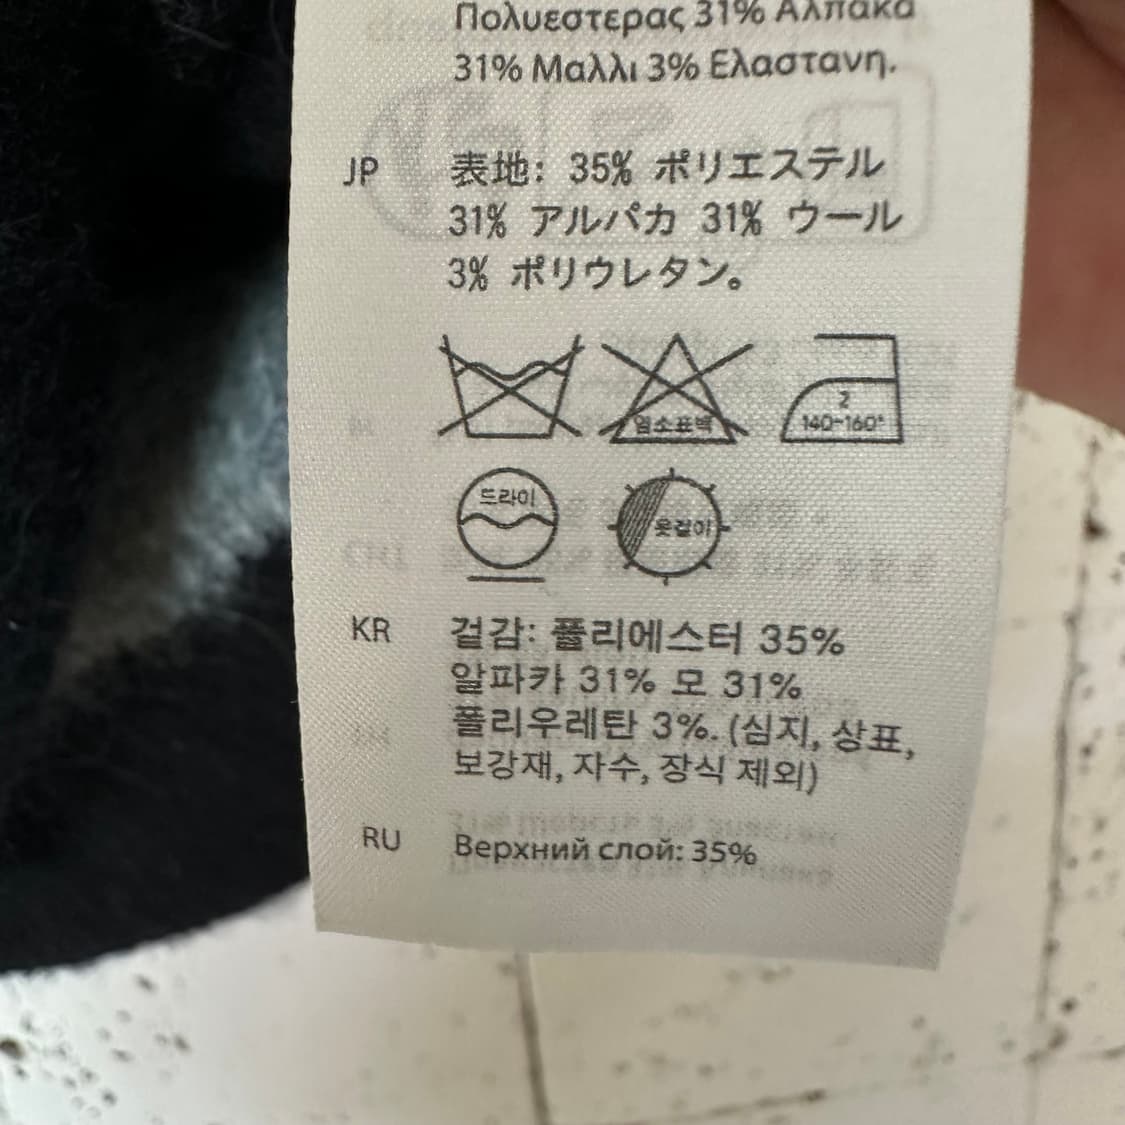 Πολυεστερας 31% Αλπακα
31% Μαλλι 3% Ελαστανη.
JP 表地: 35% ポリエステル
31% アルパカ 31% ウール
3% ポリウレタン。
염소표백
2
140~160°
드라이
옷걸이
KR 겉감: 폴리에스터 35%
알파카 31% 모 31%
폴리우레탄 3%. (심지, 상표,
보강재, 자수, 장식 제외)
RU Верхний слой: 35%